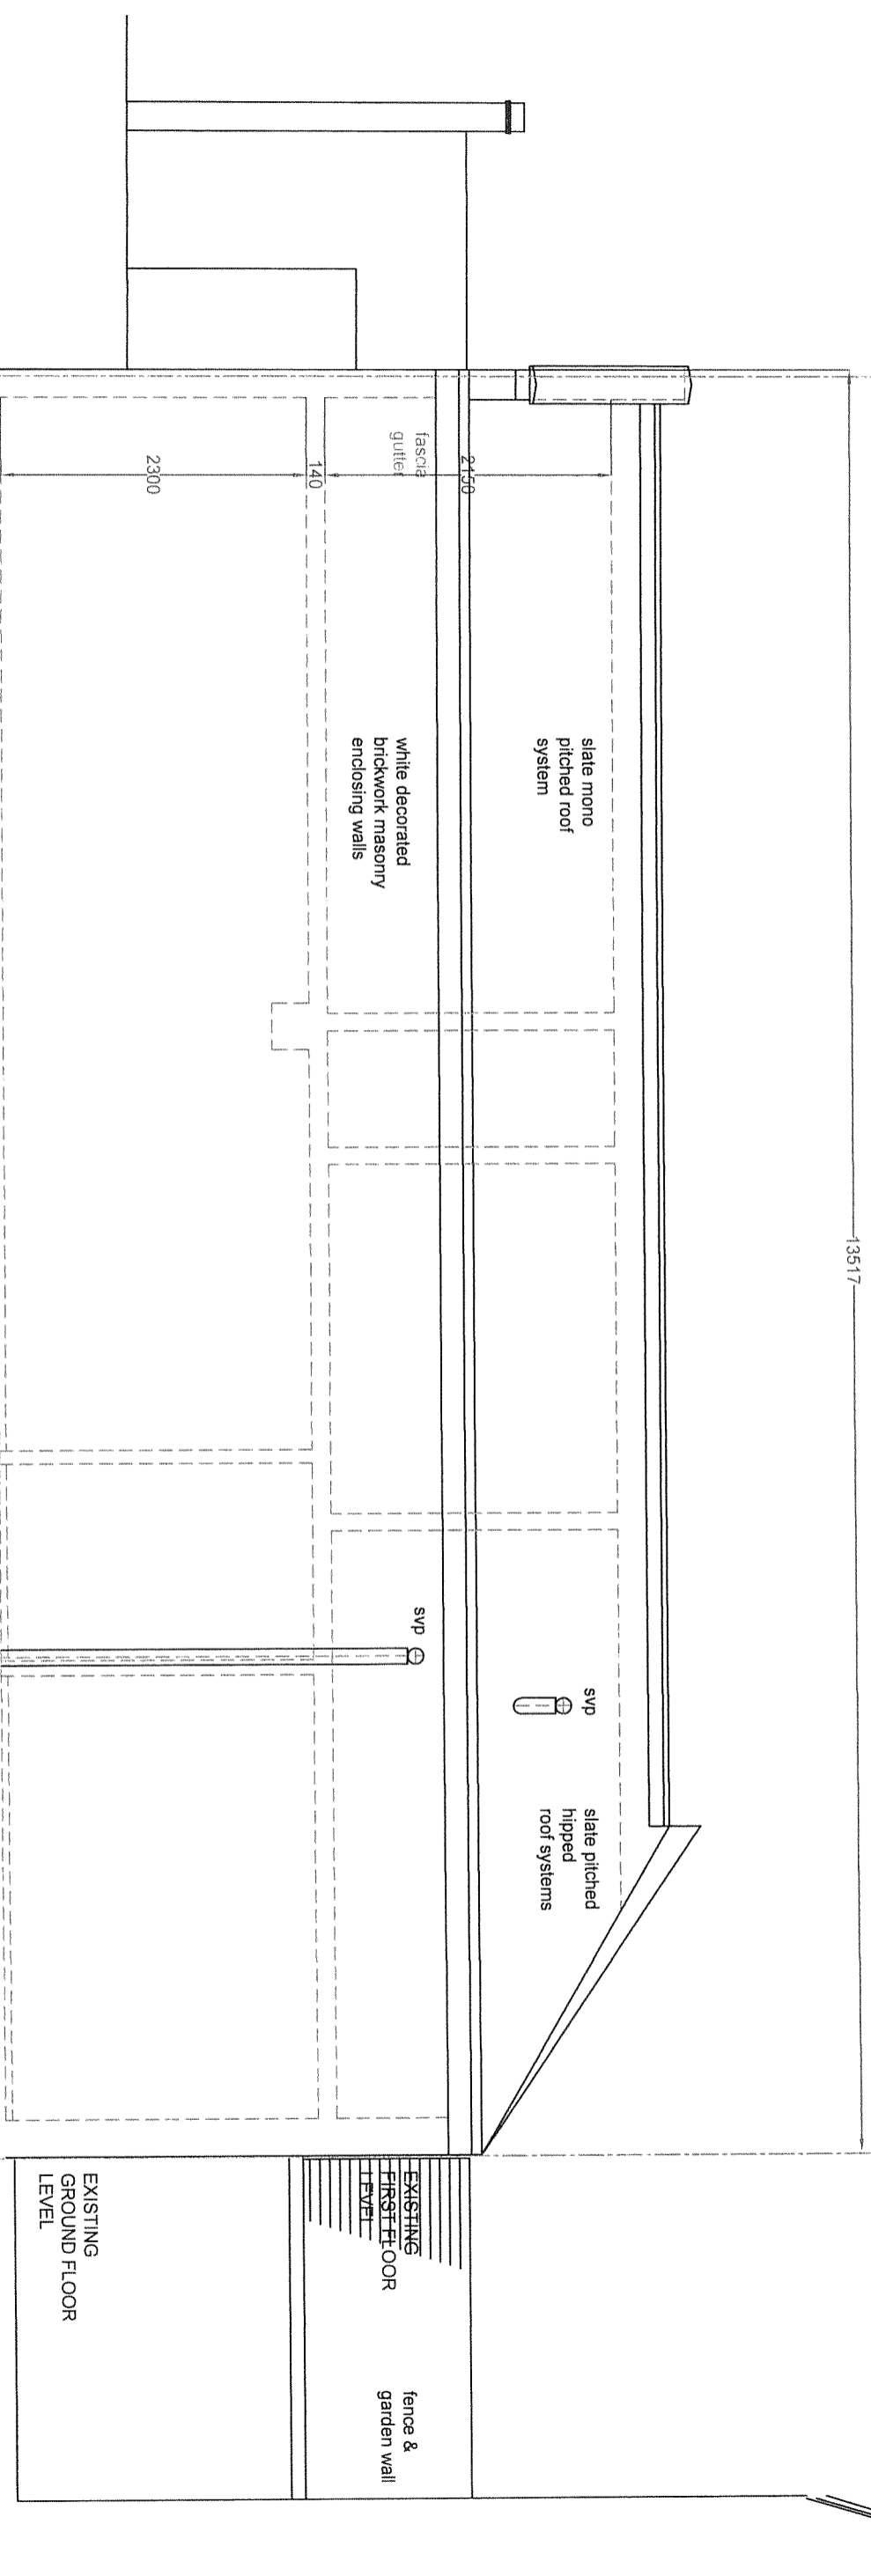 13517
2150
140
2300
fascia
gutter
slate mono
pitched roof
system
white decorated
brickwork masonry
enclosing walls
svp
svp
slate pitched
hipped
roof systems
EXISTING
FIRST FLOOR
LEVEL
EXISTING
GROUND FLOOR
LEVEL
fence &
garden wall